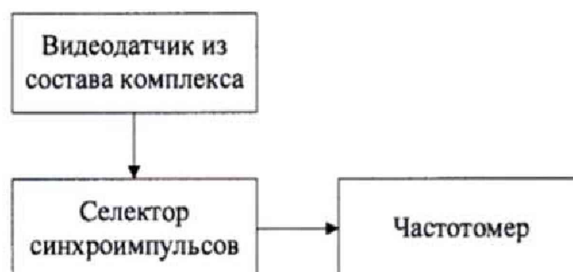 Видеодатчик из
состава комплекса
Селектор
синхроимпульсов
Частотомер